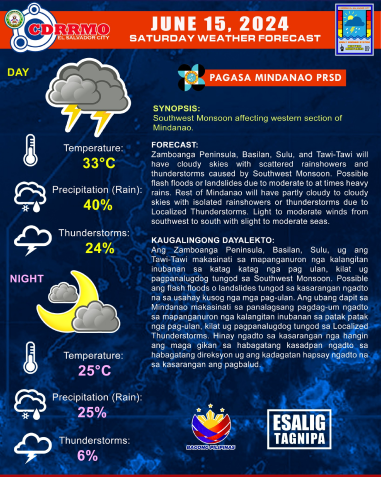 CDRRMO
EL SALVADOR CITY
JUNE 15, 2024
SATURDAY WEATHER FORECAST
DAY
PAGASA MINDANAO PRSD
SYNOPSIS:
Southwest Monsoon affecting western section of
Mindanao.
Temperature:
33°C
Precipitation (Rain):
40%
Thunderstorms:
24%
FORECAST:
Zamboanga Peninsula, Basilan, Sulu, and Tawi-Tawi will
have cloudy skies with scattered rainshowers and
thunderstorms caused by Southwest Monsoon. Possible
flash floods or landslides due to moderate to at times heavy
rains. Rest of Mindanao will have partly cloudy to cloudy
skies with isolated rainshowers or thunderstorms due to
Localized Thunderstorms. Light to moderate winds from
southwest to south with slight to moderate seas.
KAUGALINGONG DAYALEKTO:
Ang Zamboanga Peninsula, Basilan, Sulu, ug ang
Tawi-Tawi makasinati sa mapanganuron nga kalangitan
inubanan sa katag katag nga pag ulan, kilat ug
pagpanalugdog tungod sa Southwest Monsoon. Possible
ang flash floods o landslides tungod sa kasarangan ngadto
na sa usahay kusog nga mga pag-ulan. Ang ubang dapit sa
Mindanao makasinati sa panalagsang pagdag-um ngadto
sa mapanganuron nga kalangitan inubanan sa patak patak
nga pag-ulan, kilat ug pagpanalugdog tungod sa Localized
Thunderstorms. Hinay ngadto sa kasarangan nga hangin
ang maga gikan sa habagatang kasadpan ngadto sa
habagatang direksyon ug ang kadagatan hapsay ngadto na
sa kasarangan ang pagbalud.
NIGHT
Temperature:
25°C
Precipitation (Rain):
25%
Thunderstorms:
6%
BAGONG PILIPINAS
ESALIG
TAGNIPA